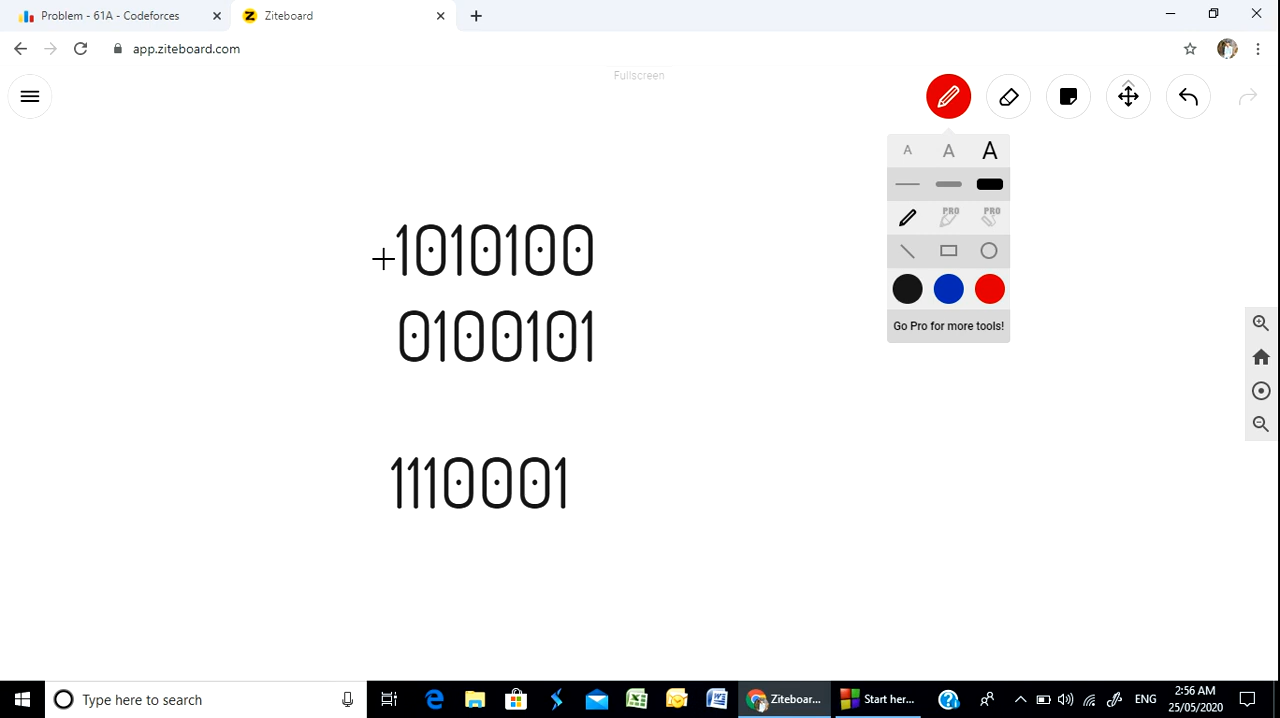 Problem - 61A - Codeforces
Ziteboard
app.ziteboard.com
Fullscreen
A A A
PRO PRO
1010100
0100101
Go Pro for more tools!
1110001
Type here to search
Ziteboar...
Start her...
ENG
2:56 AM
25/05/2020